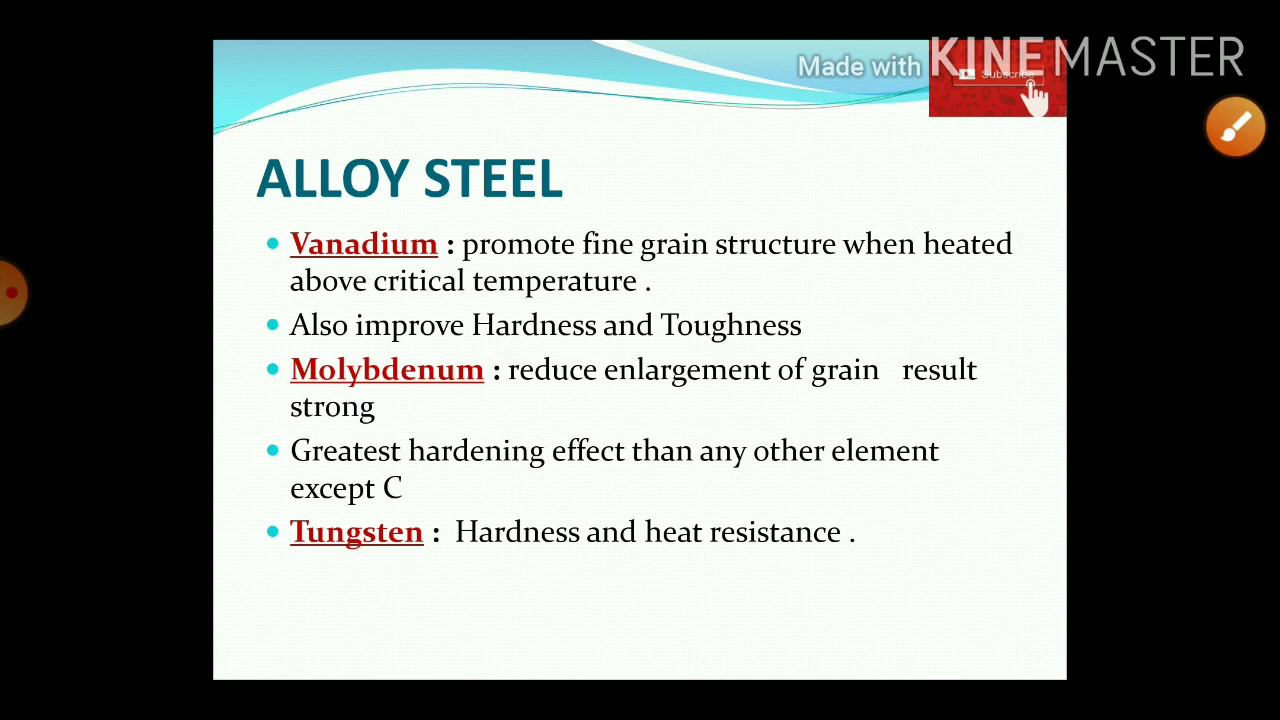 Made with KINEMASTER
Subscribe
ALLOY STEEL
Vanadium : promote fine grain structure when heated
above critical temperature .
Also improve Hardness and Toughness
Molybdenum : reduce enlargement of grain   result
strong
Greatest hardening effect than any other element
except C
Tungsten :  Hardness and heat resistance .